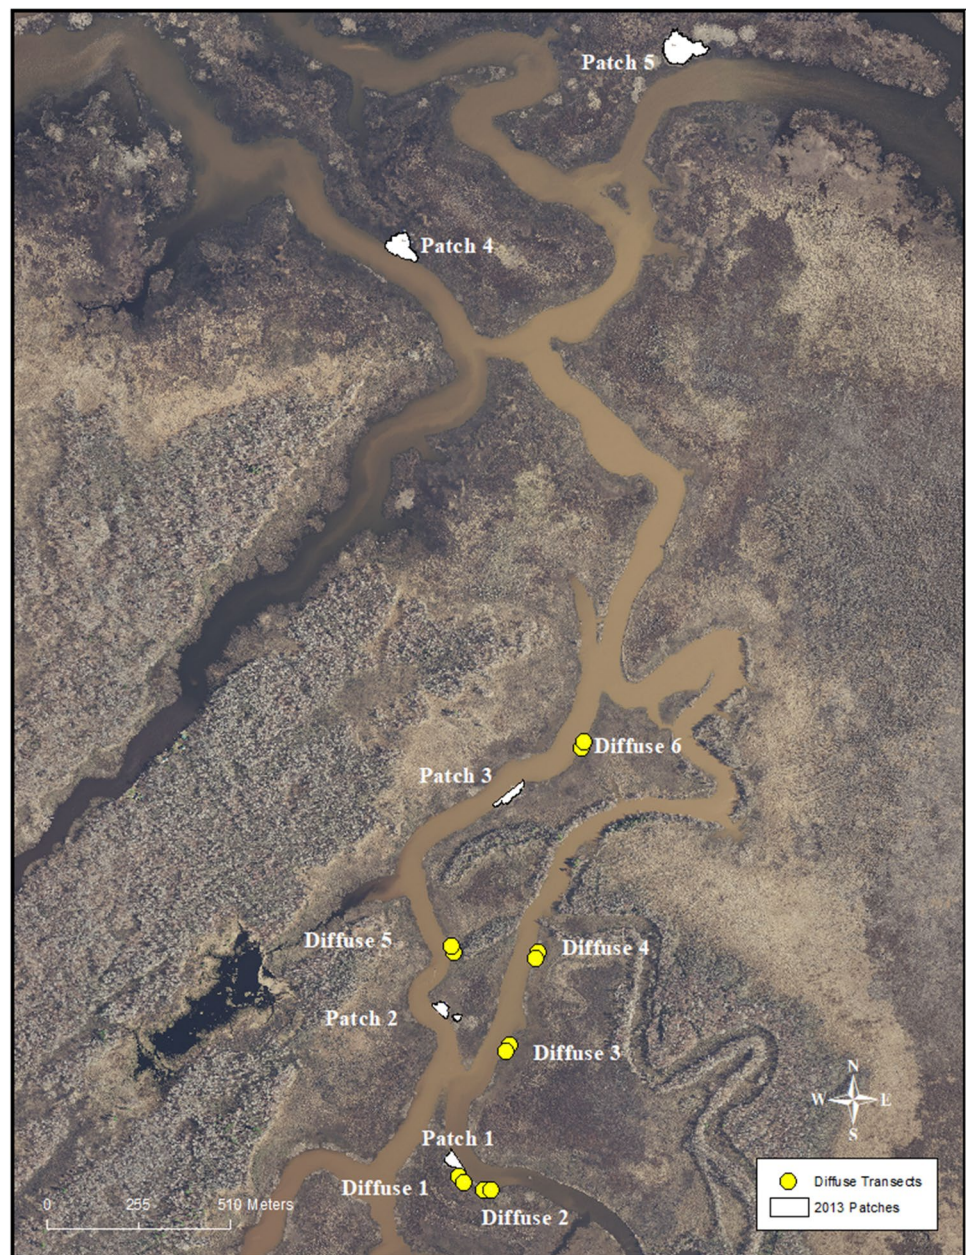 Patch 5
Patch 4
Diffuse 6
Patch 3
Diffuse 5
Diffuse 4
Patch 2
Diffuse 3
N
W E
S
Patch 1
Diffuse 1
Diffuse 2
0 255 510 Meters
Diffuse Transects
2013 Patches